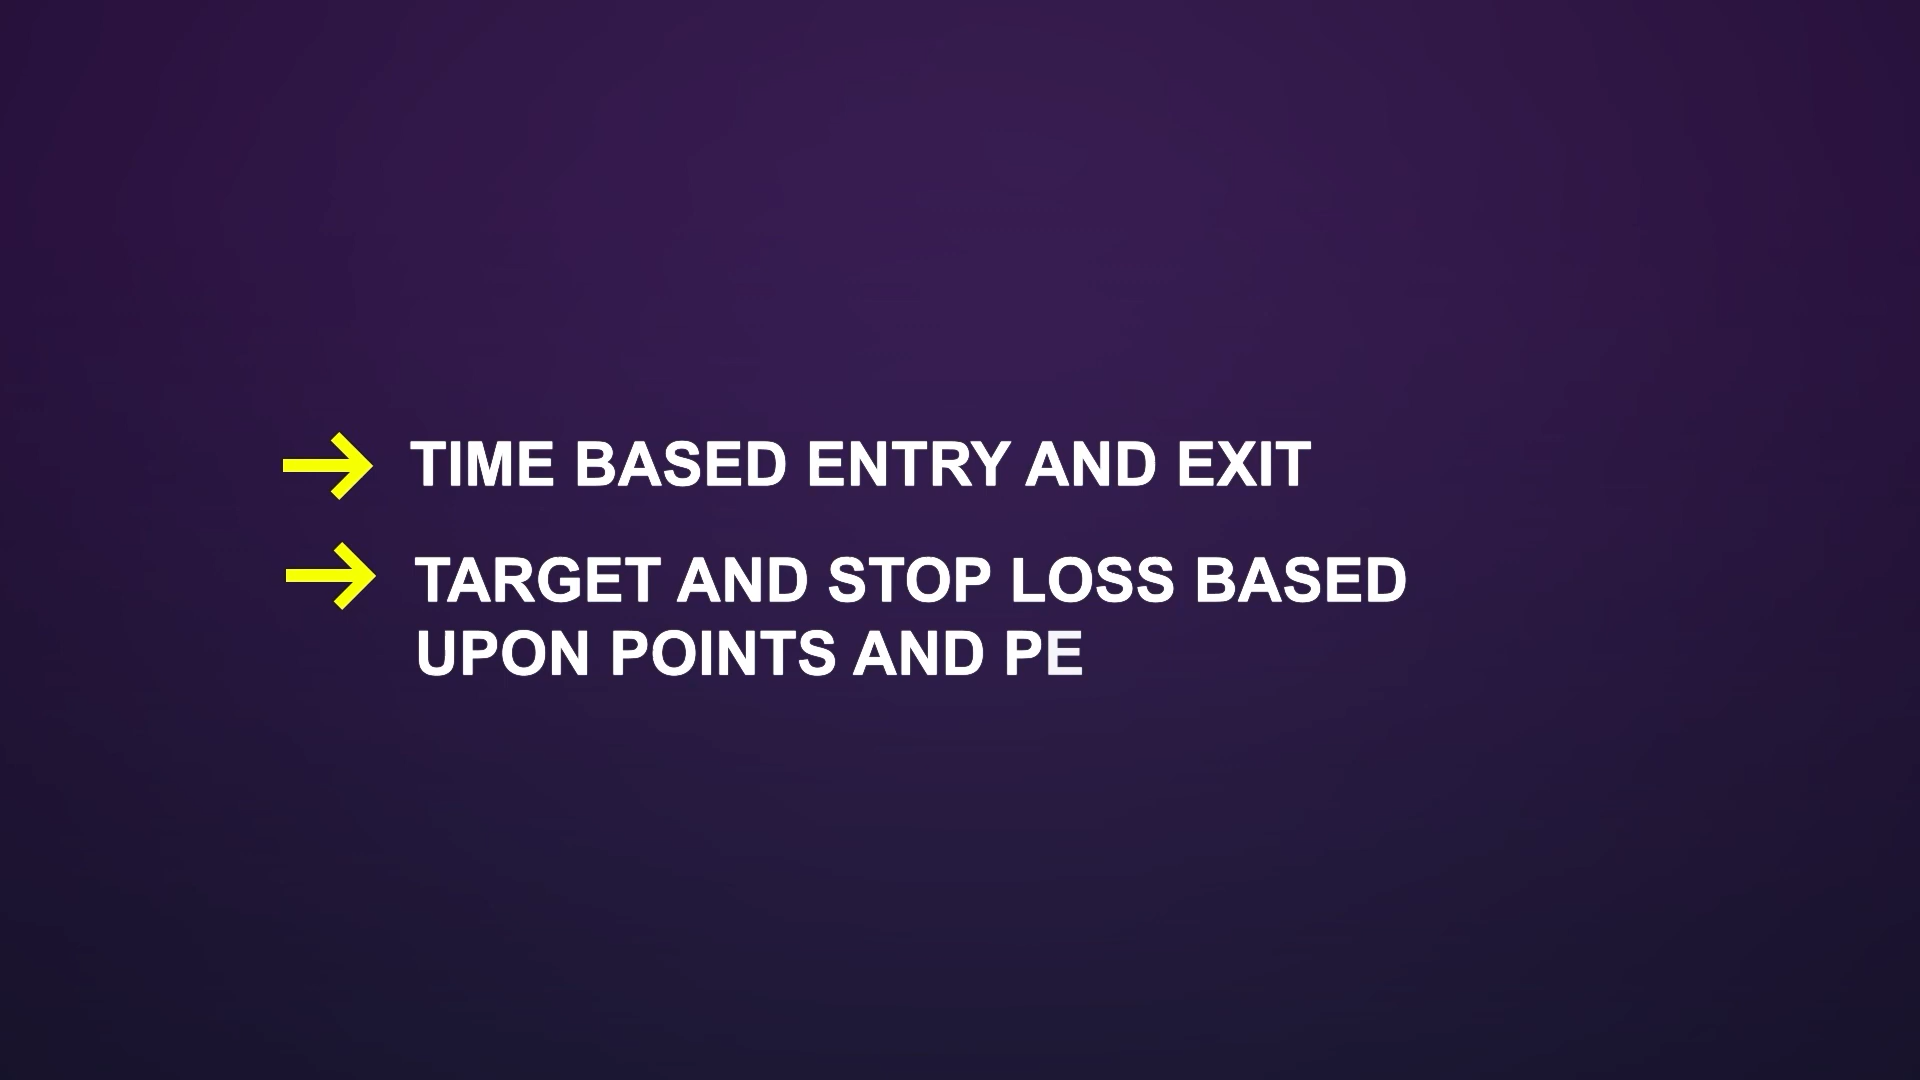 TIME BASED ENTRY AND EXIT
TARGET AND STOP LOSS BASED
UPON POINTS AND PE